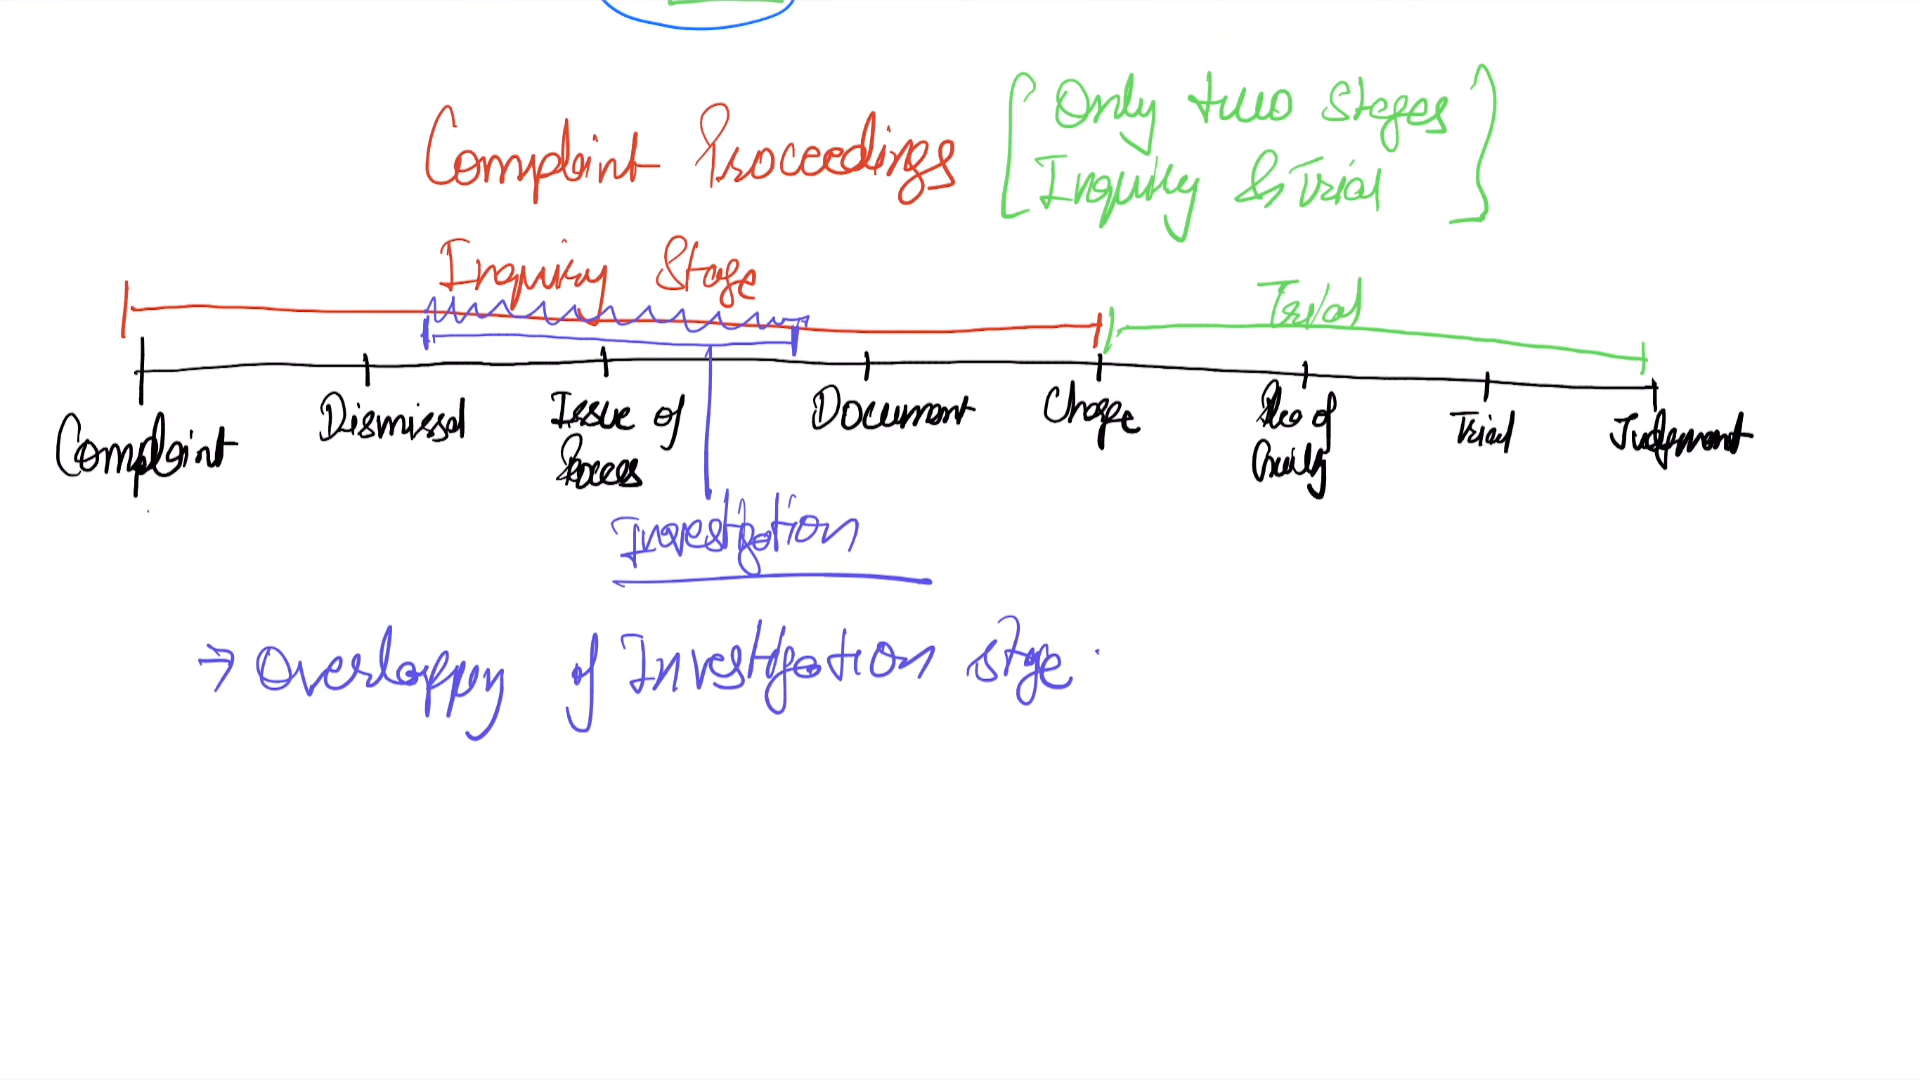 Complaint Proceedings
[Only two stages
Inquiry & Trial]
Inquiry Stage
Trial
Complaint
Dismissal
Issue of
Process
Document
Charge
Plea of
Guilty
Trial
Judgement
Investigation
→ Overlappy of Investigation stage